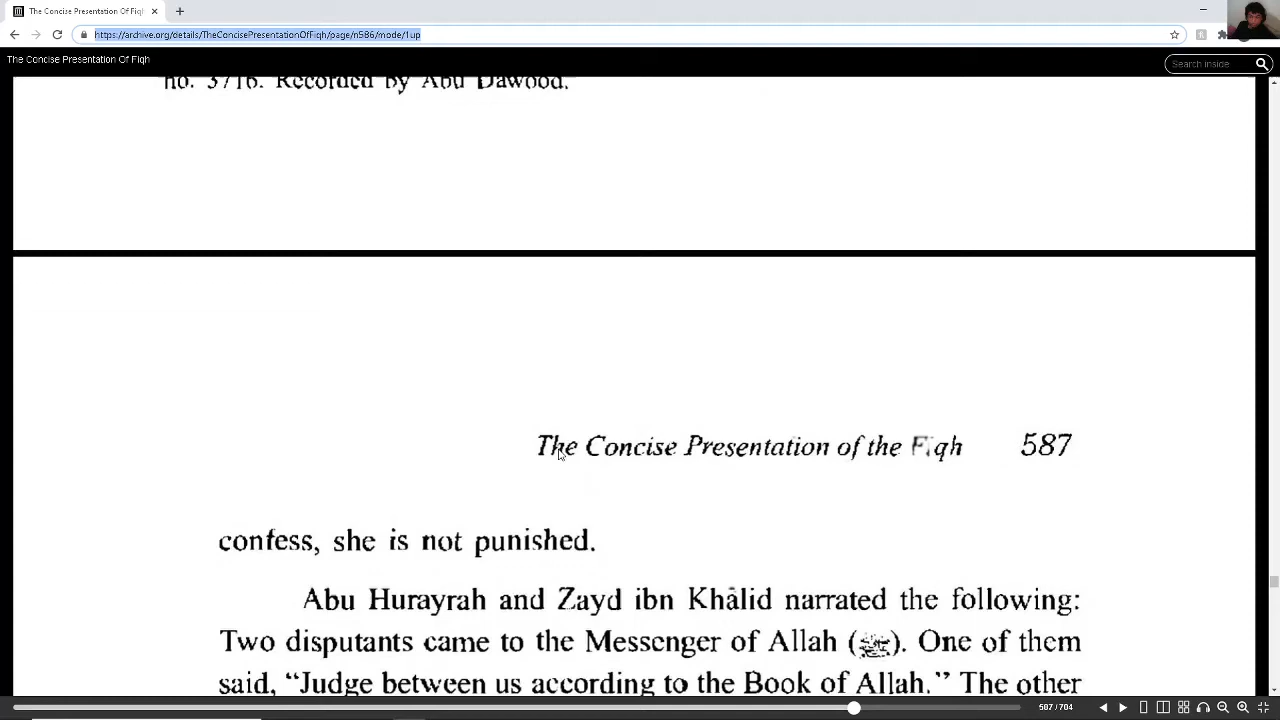 The Concise Presentation Of Fiqh
https://archive.org/details/TheConcisePresentationOfFiqh/page/n586/mode/1up
The Concise Presentation Of Fiqh
Search inside
no. 3716. Recorded by Abu Dawood.
The Concise Presentation of the Fiqh 587
confess, she is not punished.
Abu Hurayrah and Zayd ibn Khâlid narrated the following:
Two disputants came to the Messenger of Allah (ﷺ). One of them
said, “Judge between us according to the Book of Allah.” The other
587 / 704